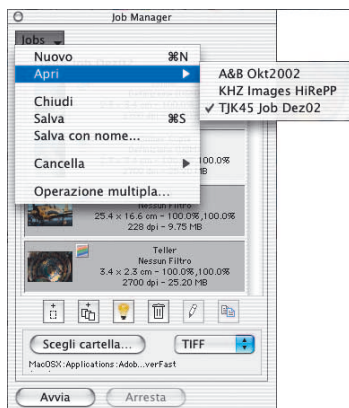 Job Manager
Jobs
Nuovo ⌘N
Apri
A&B Okt2002
KHZ Images HiRePP
✓ TJK45 Job Dez02
Chiudi
Salva ⌘S
Salva con nome...
Cancella
Operazione multipla...
100.0%
Nessun Filtro
25.4 x 16.6 cm - 100.0%,100.0%
228 dpi - 9.75 MB
Teller
Nessun Filtro
3.4 x 2.3 cm - 100.0%,100.0%
2700 dpi - 25.20 MB
Scegli cartella...
TIFF
MacOSX:Applications:Adob...verFast
Avvia
Arresta